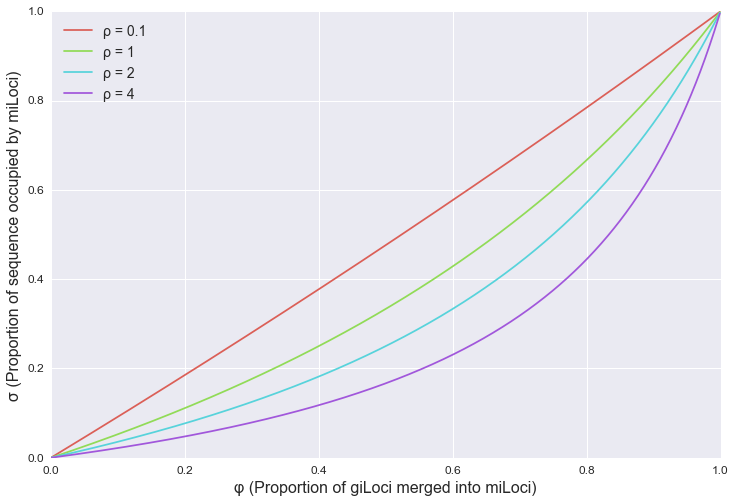 1.0
ρ = 0.1
ρ = 1
ρ = 2
ρ = 4
0.8
0.6
0.4
0.2
0.0
σ (Proportion of sequence occupied by miLoci)
0.0 0.2 0.4 0.6 0.8 1.0
φ (Proportion of giLoci merged into miLoci)